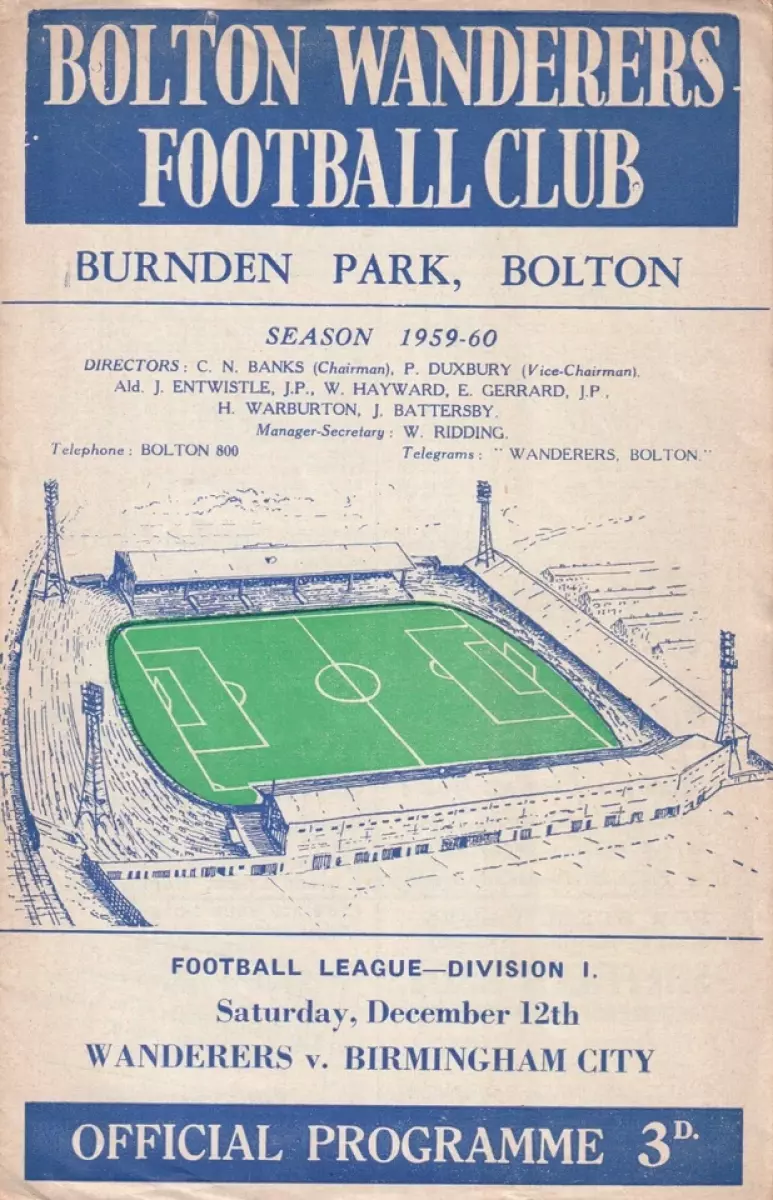 BOLTON WANDERERS
FOOTBALL CLUB
BURNDEN PARK, BOLTON
SEASON 1959-60
DIRECTORS: C. N. BANKS (Chairman), P. DUXBURY (Vice-Chairman).
Ald. J. ENTWISTLE, J.P., W. HAYWARD, E. GERRARD, J.P.,
H. WARBURTON, J. BATTERSBY.
Manager-Secretary: W. RIDDING.
Telephone: BOLTON 800 Telegrams: "WANDERERS, BOLTON."
FOOTBALL LEAGUE—DIVISION I.
Saturday, December 12th
WANDERERS v. BIRMINGHAM CITY
OFFICIAL PROGRAMME 3D.